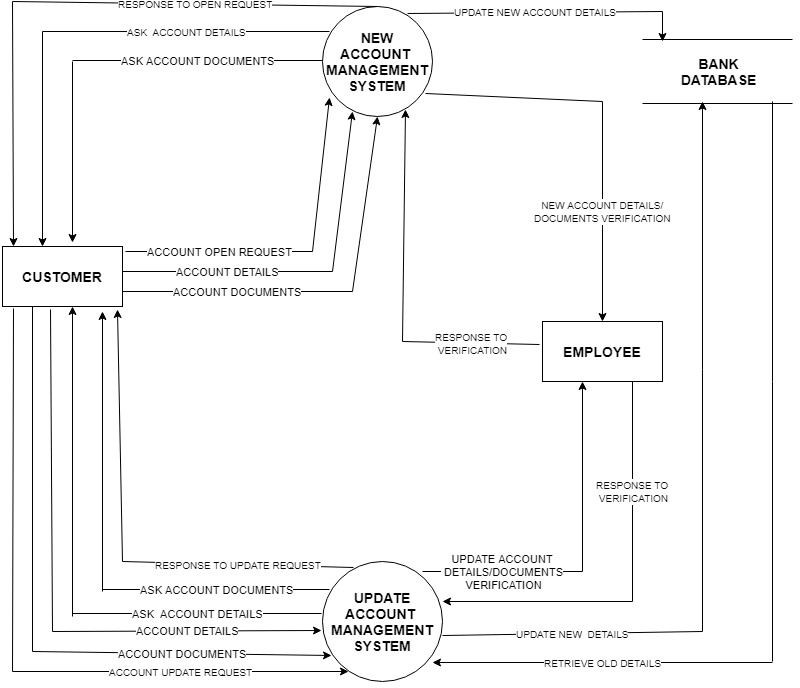 RESPONSE TO OPEN REQUEST
UPDATE NEW ACCOUNT DETAILS
ASK ACCOUNT DETAILS
ASK ACCOUNT DOCUMENTS
NEW
ACCOUNT
MANAGEMENT
SYSTEM
BANK
DATABASE
NEW ACCOUNT DETAILS/
DOCUMENTS VERIFICATION
ACCOUNT OPEN REQUEST
ACCOUNT DETAILS
ACCOUNT DOCUMENTS
CUSTOMER
RESPONSE TO
VERIFICATION
EMPLOYEE
RESPONSE TO
VERIFICATION
UPDATE ACCOUNT
DETAILS/DOCUMENTS
VERIFICATION
RESPONSE TO UPDATE REQUEST
ASK ACCOUNT DOCUMENTS
ASK ACCOUNT DETAILS
ACCOUNT DETAILS
ACCOUNT DOCUMENTS
ACCOUNT UPDATE REQUEST
UPDATE
ACCOUNT
MANAGEMENT
SYSTEM
UPDATE NEW DETAILS
RETRIEVE OLD DETAILS